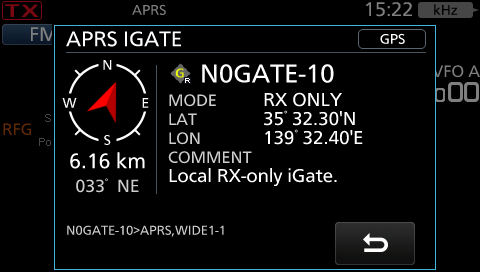 TX APRS 15:22 kHz
FM
APRS IGATE GPS
G R N0GATE-10
N
W E
S
MODE RX ONLY
LAT 35° 32.30'N
LON 139° 32.40'E
COMMENT
Local RX-only iGate.
6.16 km
033° NE
N0GATE-10>APRS,WIDE1-1
VFO A
00
RFG
S
Po